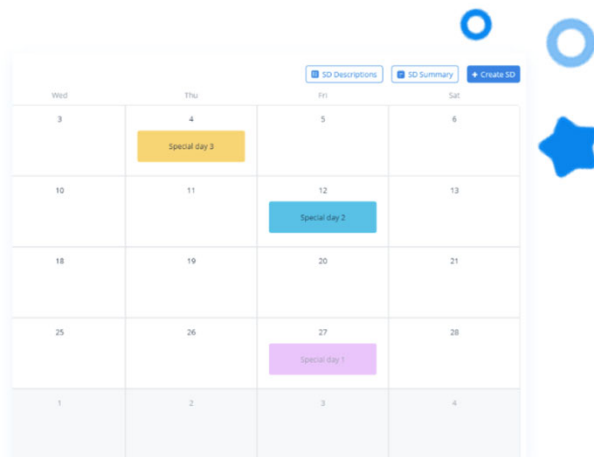 SD Descriptions SD Summary + Create SD
Wed Thu Fri Sat
3 4 5 6
Special day 3
10 11 12 13
Special day 2
18 19 20 21
25 26 27 28
Special day 1
1 2 3 4